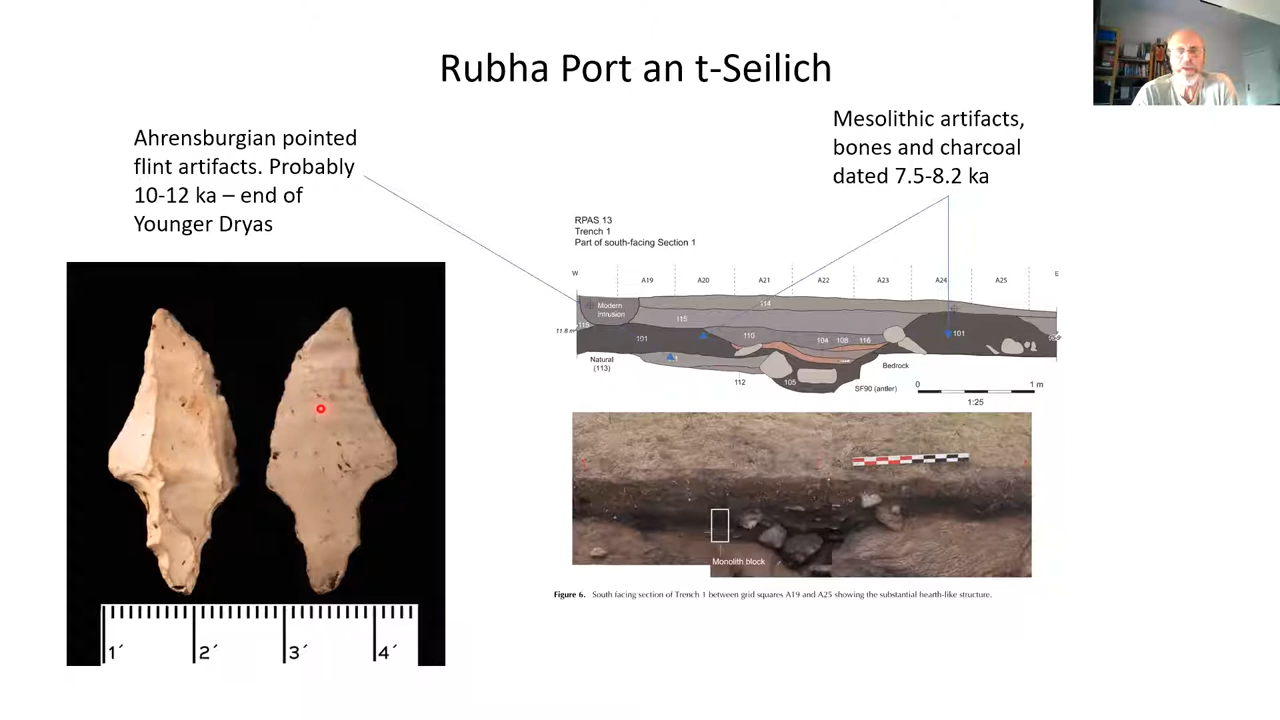 Rubha Port an t-Seilich
Ahrensburgian pointed
flint artifacts. Probably
10-12 ka – end of
Younger Dryas
Mesolithic artifacts,
bones and charcoal
dated 7.5-8.2 ka
RPAS 13
Trench 1
Part of south-facing Section 1
W
A19
A20
A21
A22
A23
A24
A25
E
Modern
intrusion
114
115
11.8 m
101
110
104
108
116
101
Natural
(113)
112
105
Bedrock
SF90 (antler)
0
1 m
1:25
Monolith block
Figure 6. South facing section of Trench 1 between grid squares A19 and A25 showing the substantial hearth-like structure.
1´
2´
3´
4´